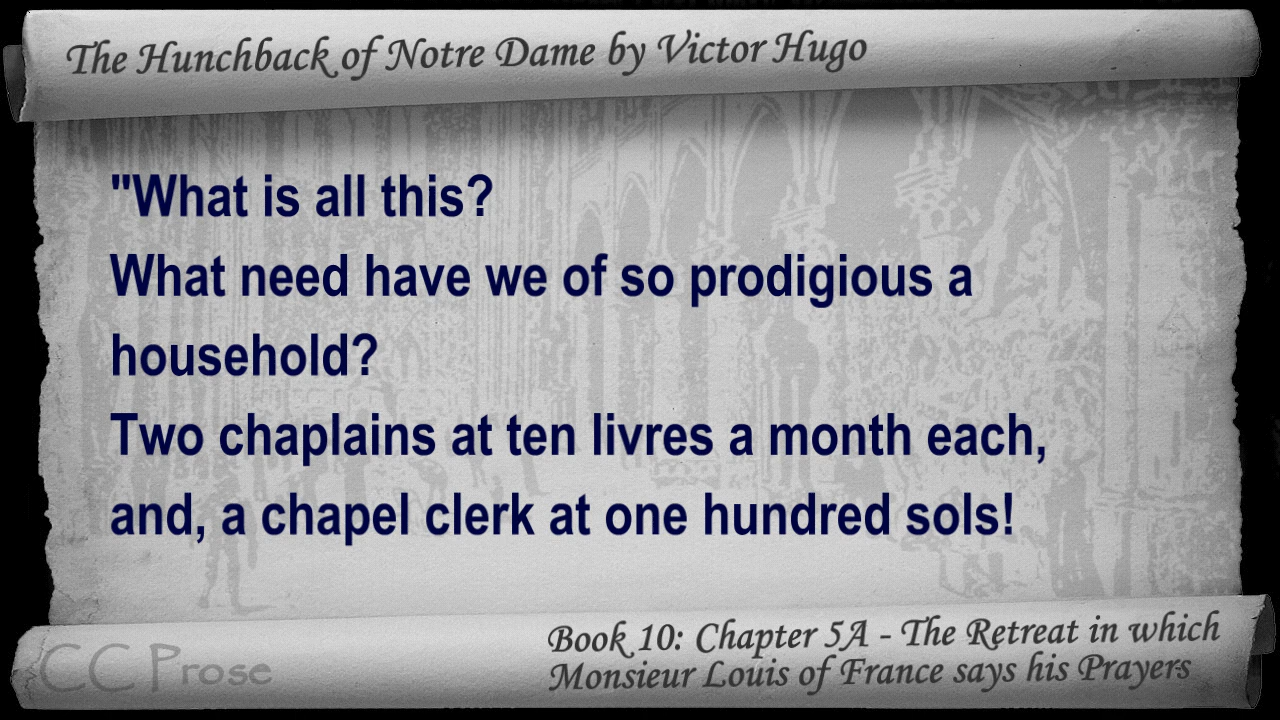 The Hunchback of Notre Dame by Victor Hugo
"What is all this?
What need have we of so prodigious a
household?
Two chaplains at ten livres a month each,
and, a chapel clerk at one hundred sols!
CC Prose
Book 10: Chapter 5A - The Retreat in which
Monsieur Louis of France says his Prayers